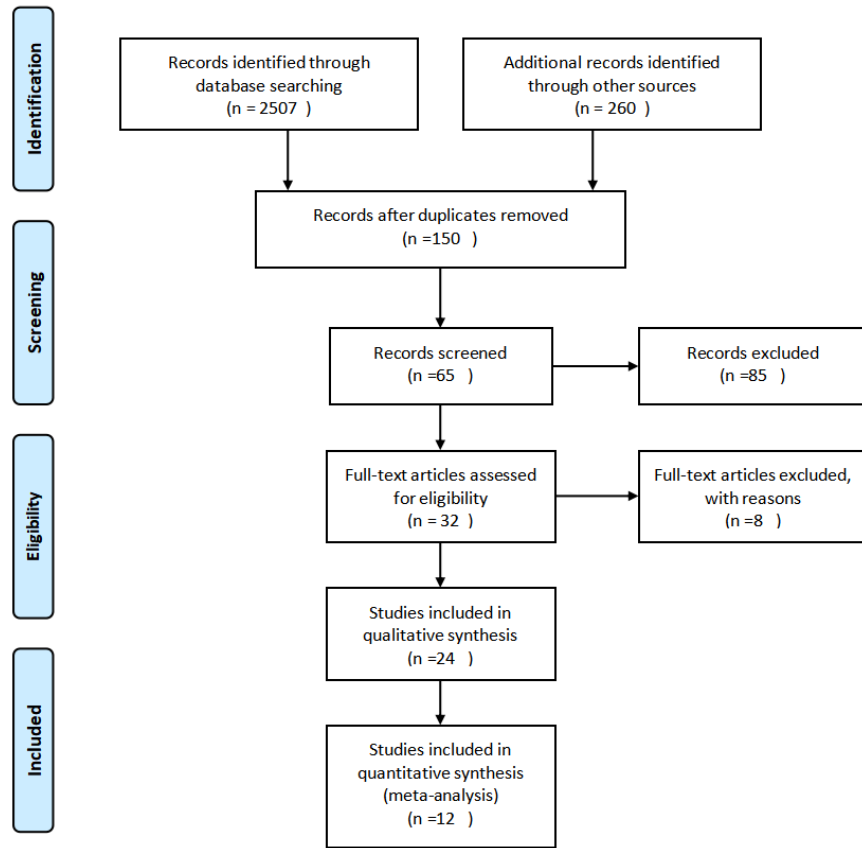 Identification
Records identified through
database searching
(n = 2507 )
Additional records identified
through other sources
(n = 260 )
Records after duplicates removed
(n =150 )
Screening
Records screened
(n =65 )
Records excluded
(n =85 )
Eligibility
Full-text articles assessed
for eligibility
(n = 32 )
Full-text articles excluded,
with reasons
(n =8 )
Studies included in
qualitative synthesis
(n =24 )
Included
Studies included in
quantitative synthesis
(meta-analysis)
(n =12 )